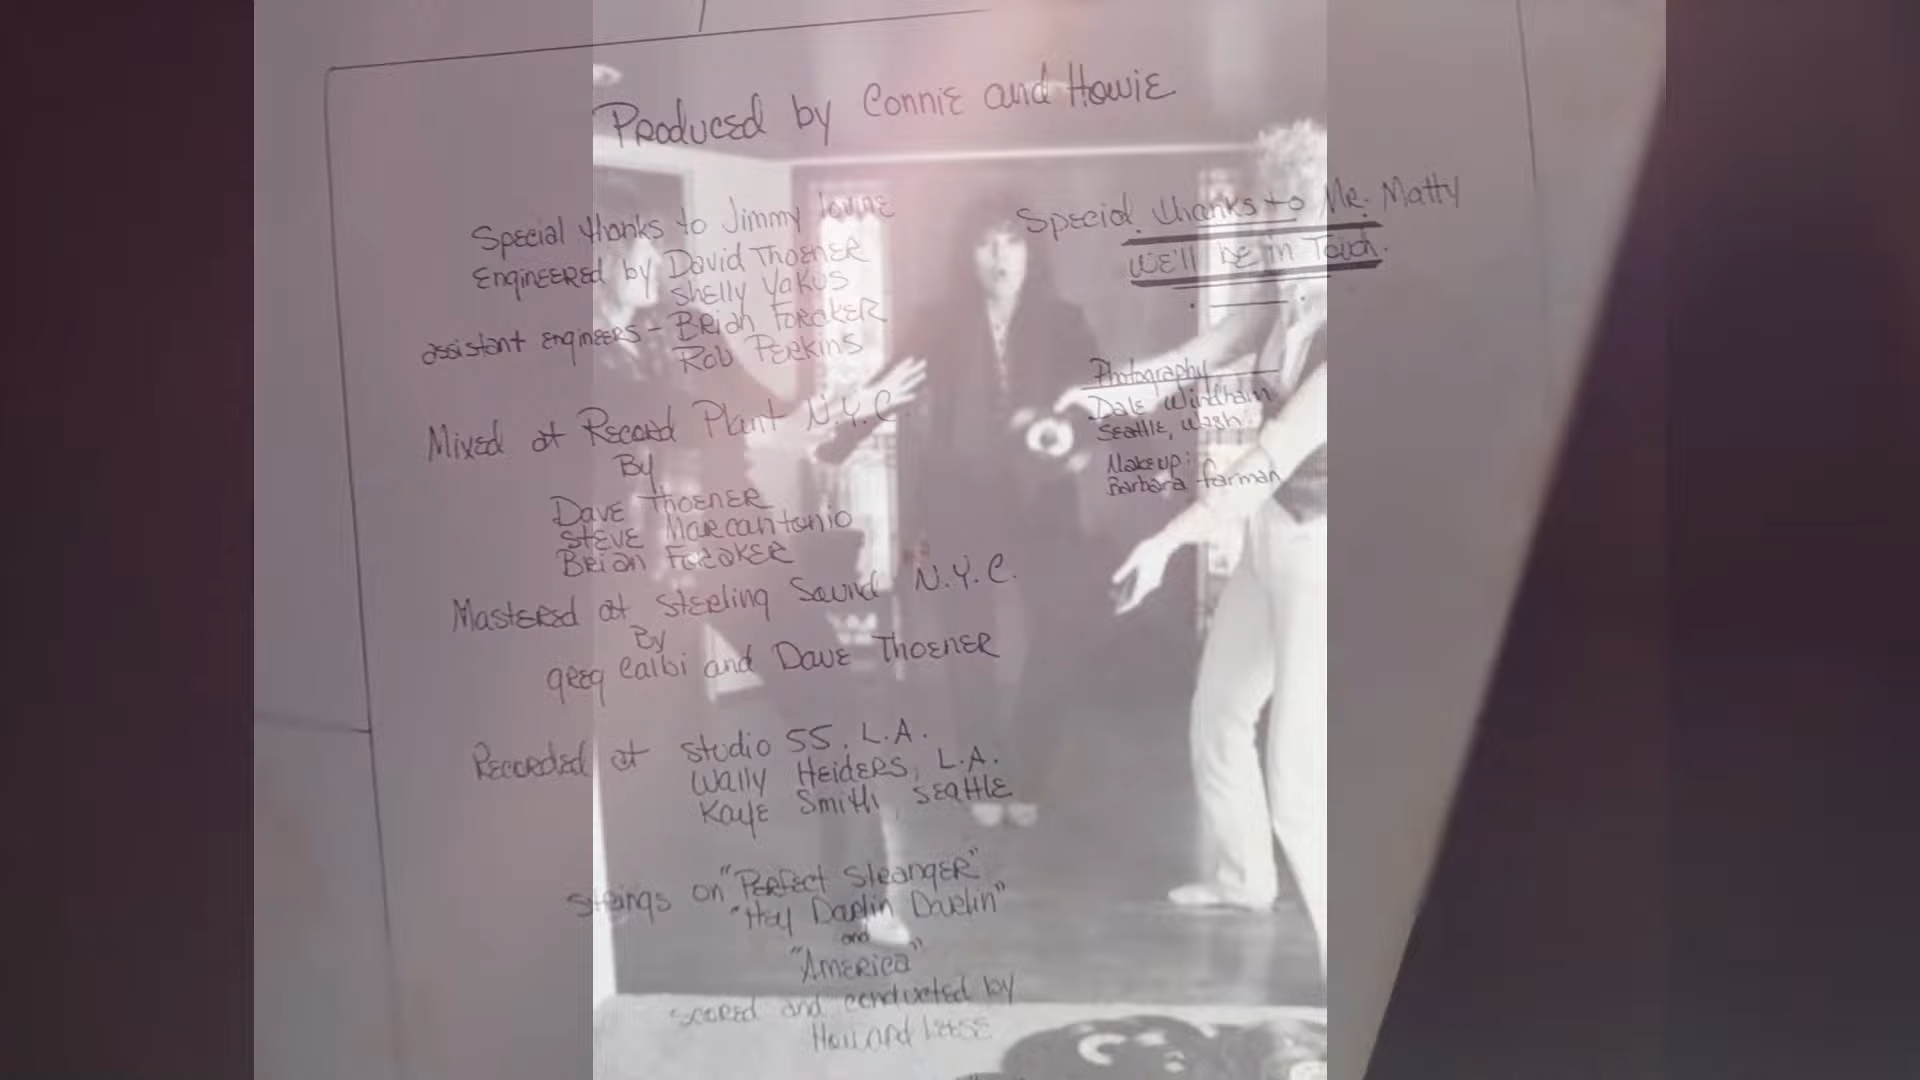 Produced by Connie and Howie
Special thanks to Jimmy Iovine
Engineered by David Thoener
Shelly Yakus
assistant engineers - Brian Foraker
Rob Perkins
Mixed at Record Plant N.Y.C.
By
Dave Thoener
Steve Marcantonio
Brian Foraker
Mastered at Sterling Sound N.Y.C.
By
Greg Calbi and Dave Thoener
Recorded at Studio 55, L.A.
Wally Heiders, L.A.
Kaye Smith, Seattle
Strings on "Perfect Stranger"
"Hey Darlin Darlin"
and
"America"
scored and conducted by
Howard Leese
Special thanks to Mr. Matty
We'll be in Touch.
Photography
Dale Windham
Seattle, Wash.
Makeup:
Barbara Farman